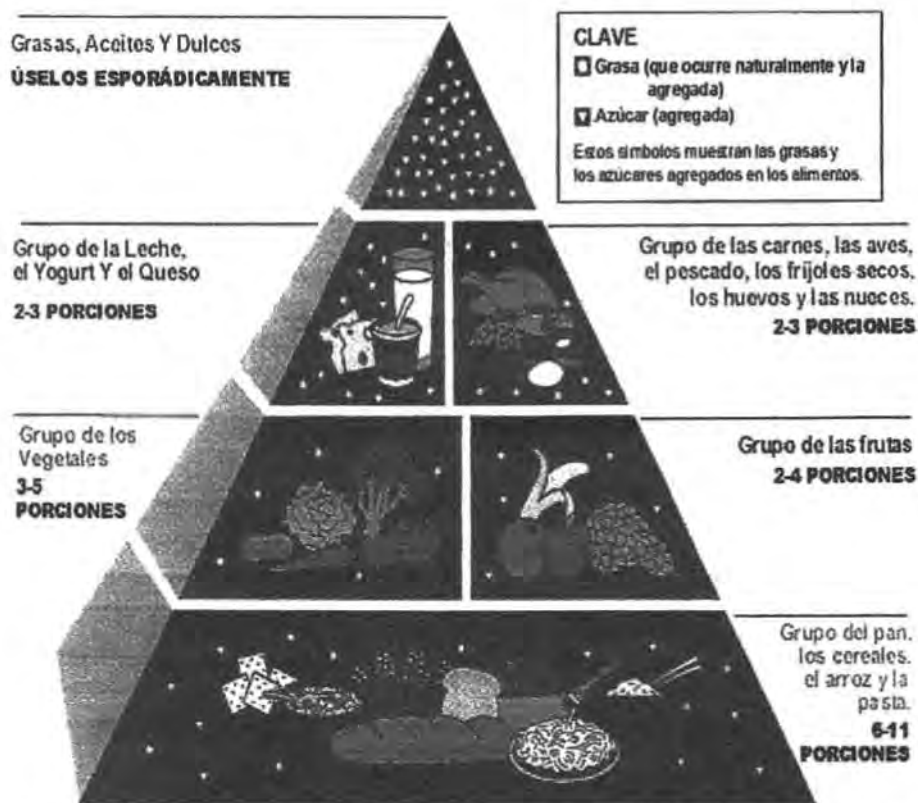 Grasas, Aceitos Y Dulces
ÚSELOS ESPORÁDICAMENTE
CLAVE
Grasa (que ocurre naturalmente y la
agregada)
Azúcar (agregada)
Estos símbolos muestran las grasas y
los azúcares agregados en los alimentos.
Grupo de la Leche,
el Yogurt Y el Queso
2-3 PORCIONES
Grupo de las carnes, las aves,
el pescado, los frijoles secos,
los huevos y las nueces.
2-3 PORCIONES
Grupo de los
Vegetales
3-5
PORCIONES
Grupo de las frutas
2-4 PORCIONES
Grupo del pan,
los cereales,
el arroz y la
pasta.
6-11
PORCIONES